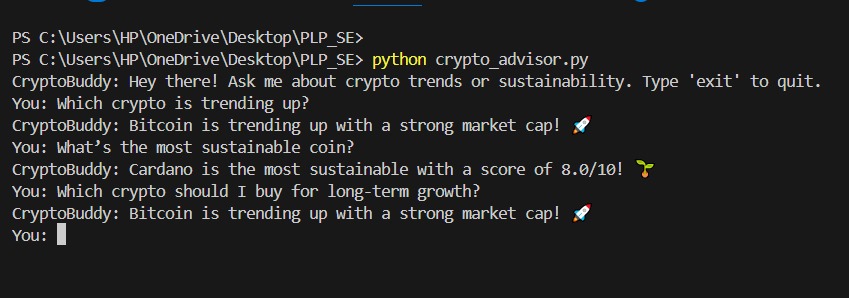 PS C:\Users\HP\OneDrive\Desktop\PLP_SE>
PS C:\Users\HP\OneDrive\Desktop\PLP_SE> python crypto_advisor.py
CryptoBuddy: Hey there! Ask me about crypto trends or sustainability. Type 'exit' to quit.
You: Which crypto is trending up?
CryptoBuddy: Bitcoin is trending up with a strong market cap! 🚀
You: What’s the most sustainable coin?
CryptoBuddy: Cardano is the most sustainable with a score of 8.0/10! 🌱
You: Which crypto should I buy for long-term growth?
CryptoBuddy: Bitcoin is trending up with a strong market cap! 🚀
You: